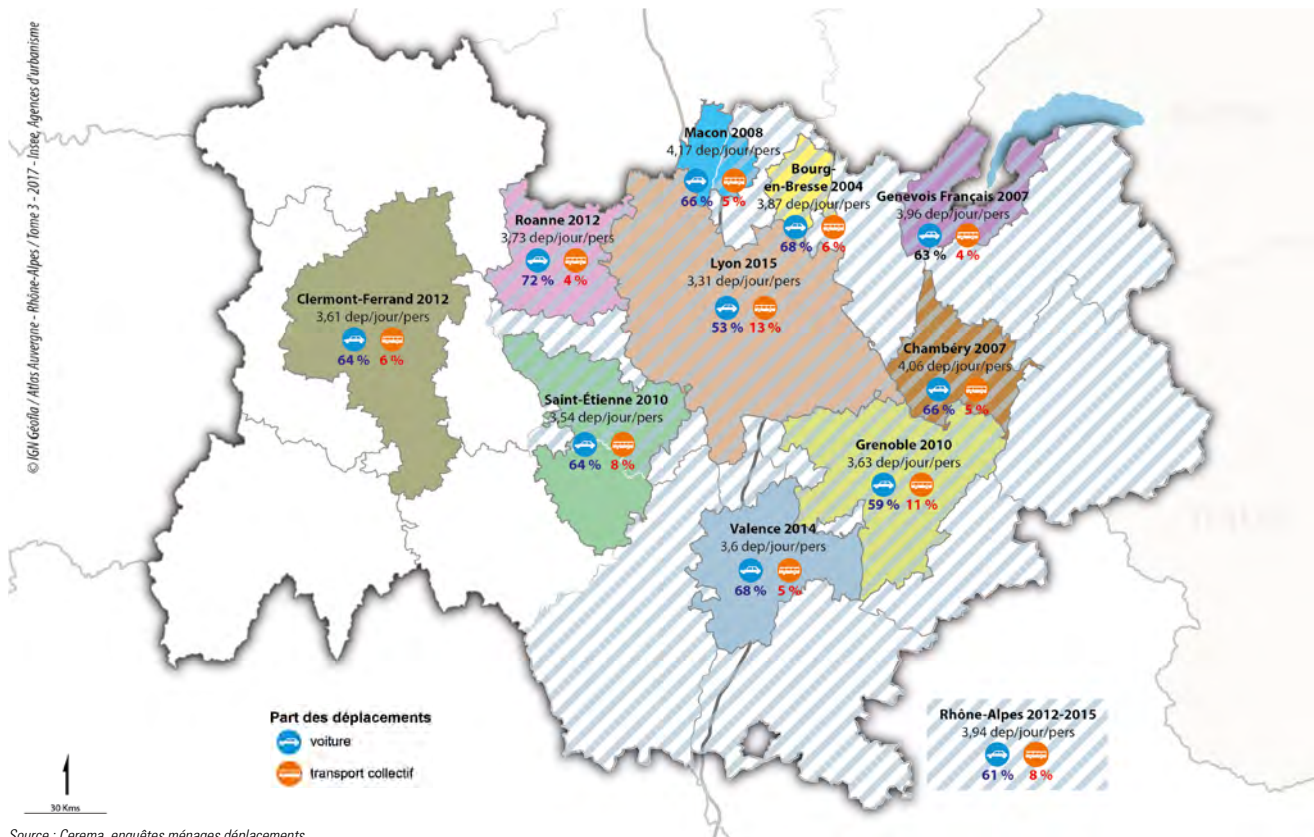 © IGN Géofla / Atlas Auvergne - Rhône-Alpes / Tome 3 - 2017 - Insee, Agences d'urbanisme
Macon 2008
4,17 dep/jour/pers
66 % 5 %
Bourg-
en-Bresse 2004
3,87 dep/jour/pers
68 % 6 %
Genevois Français 2007
3,96 dep/jour/pers
63 % 4 %
Roanne 2012
3,73 dep/jour/pers
72 % 4 %
Lyon 2015
3,31 dep/jour/pers
53 % 13 %
Clermont-Ferrand 2012
3,61 dep/jour/pers
64 % 6 %
Chambéry 2007
4,06 dep/jour/pers
66 % 5 %
Saint-Étienne 2010
3,54 dep/jour/pers
64 % 8 %
Grenoble 2010
3,63 dep/jour/pers
59 % 11 %
Valence 2014
3,6 dep/jour/pers
68 % 5 %
Part des déplacements
voiture
transport collectif
Rhône-Alpes 2012-2015
3,94 dep/jour/pers
61 % 8 %
30 Kms
Source : Cerema, enquêtes ménages déplacements